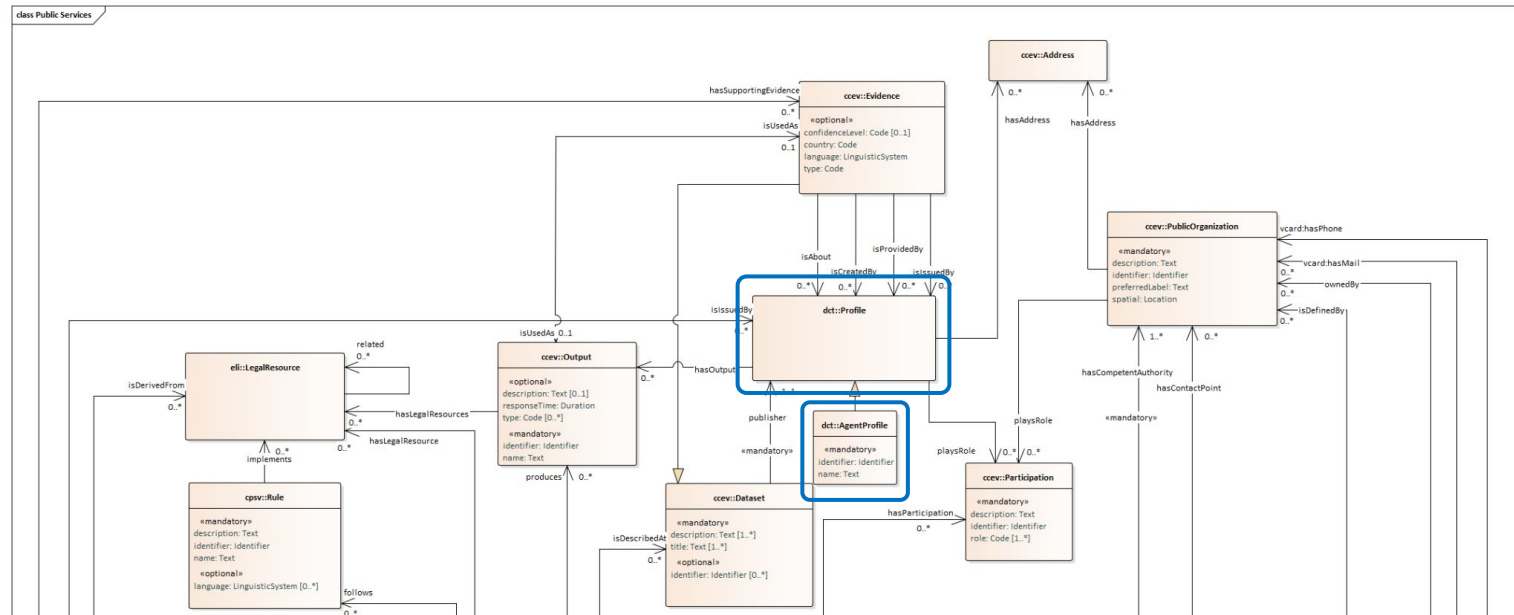 class Public Services
ccev::Address
0..*
0..*
hasAddress
hasAddress
hasSupportingEvidence
0..*
isUsedAs
0..1
ccev::Evidence
«optional»
confidenceLevel: Code [0..1]
country: Code
language: LinguisticSystem
type: Code
isAbout
isCreatedBy
isProvidedBy
isIssuedBy
0..*
0..*
0..*
ccev::PublicOrganization
«mandatory»
description: Text
identifier: Identifier
preferredLabel: Text
spatial: Location
vcard:hasPhone
vcard:hasMail
0..*
ownedBy
0..*
isDefinedBy
0..*
isIssuedBy
0..*
dct::Profile
isUsedAs 0..1
ccev::Output
«optional»
description: Text [0..1]
responseTime: Duration
type: Code [0..*]
«mandatory»
identifier: Identifier
name: Text
hasOutput
0..*
related
0..*
eli::LegalResource
isDerivedFrom
0..*
hasLegalResources
0..*
hasLegalResource
0..*
0..*
implements
publisher
«mandatory»
dct::AgentProfile
«mandatory»
identifier: Identifier
name: Text
1..*
0..*
hasCompetentAuthority
hasContactPoint
«mandatory»
playsRole
playsRole
0..*
0..*
produces
0..*
cpsv::Rule
«mandatory»
description: Text
identifier: Identifier
name: Text
«optional»
language: LinguisticSystem [0..*]
follows
0..*
ccev::Dataset
«mandatory»
description: Text [1..*]
title: Text [1..*]
«optional»
identifier: Identifier [0..*]
isDescribedAt
0..*
hasParticipation
0..*
ccev::Participation
«mandatory»
description: Text
identifier: Identifier
role: Code [1..*]